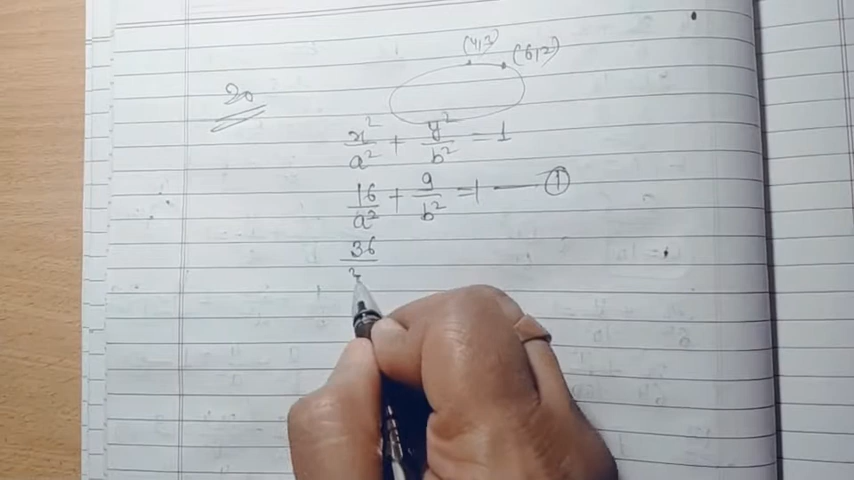 (4,3) (6,2)
20
x²/a² + y²/b² = 1
16/a² + 9/b² = 1 — ①
36